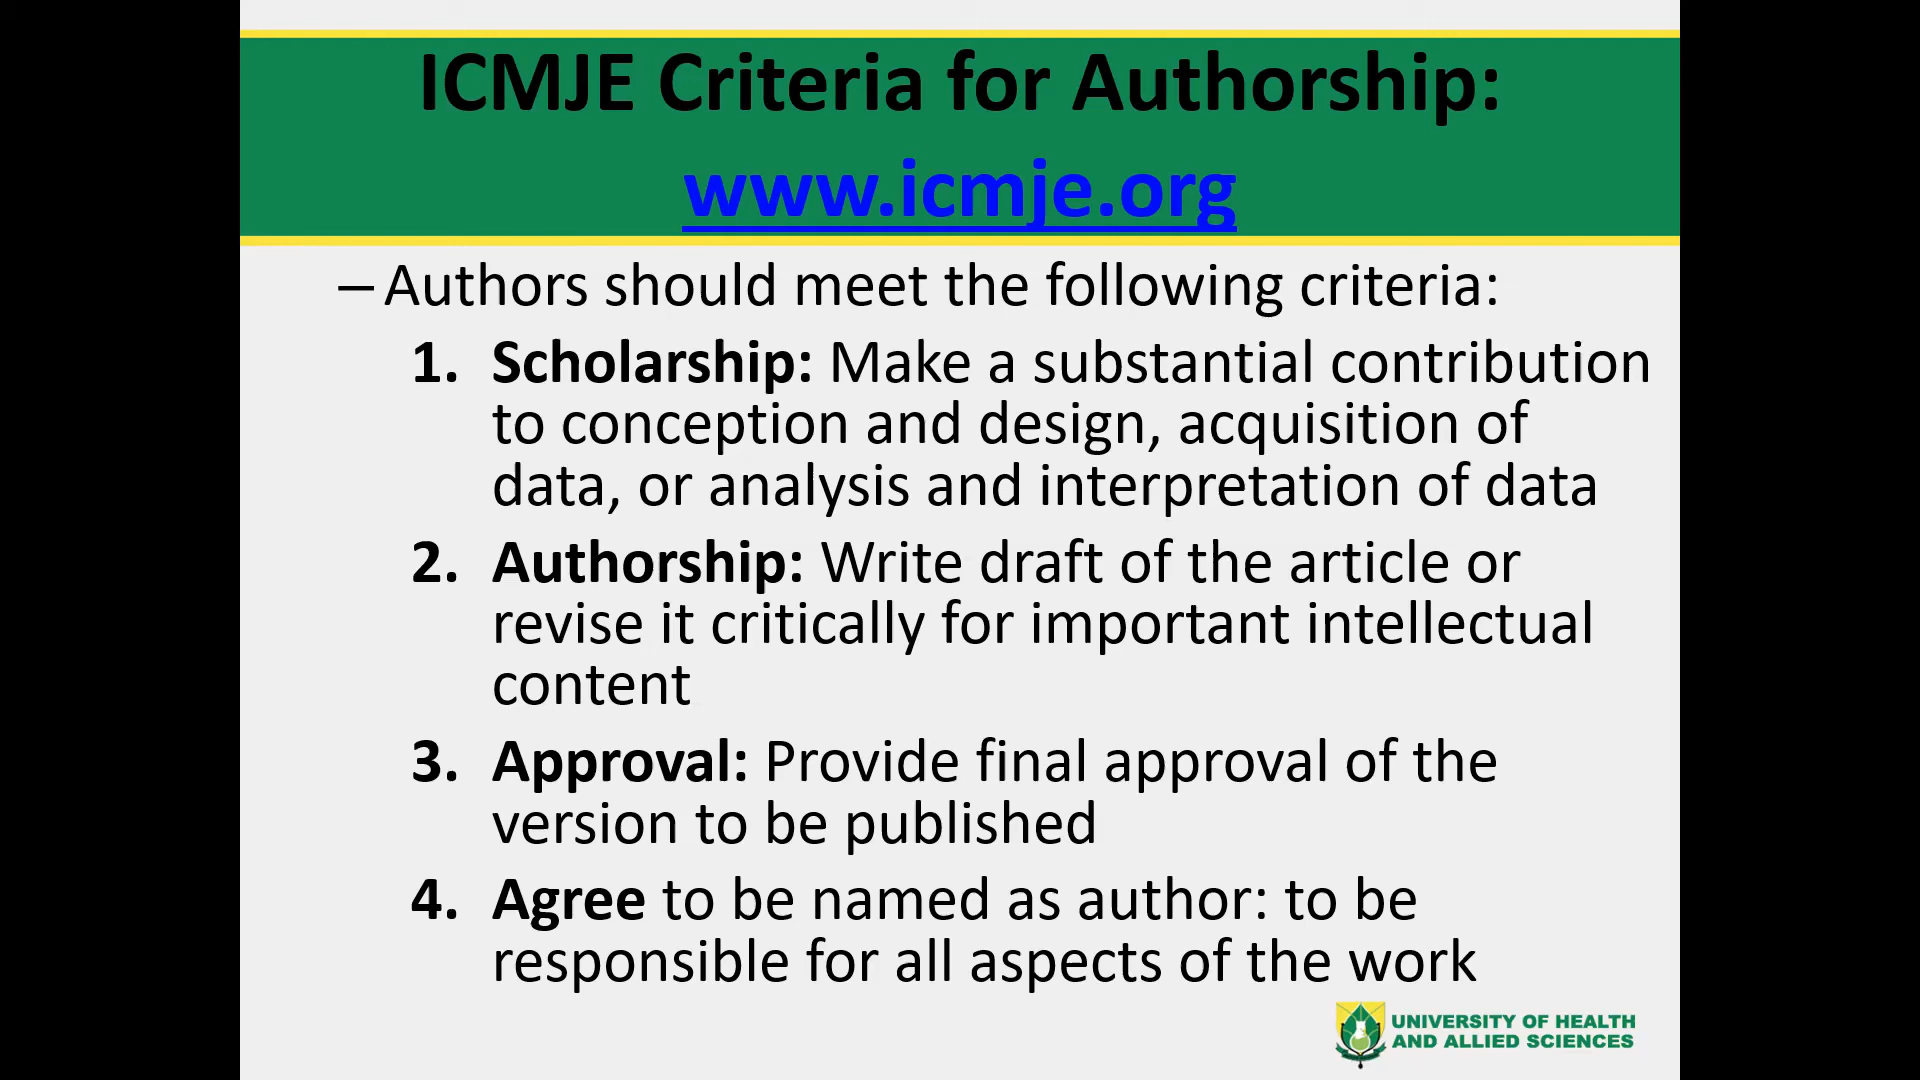 ICMJE Criteria for Authorship:
www.icmje.org
– Authors should meet the following criteria:
1. Scholarship: Make a substantial contribution
to conception and design, acquisition of
data, or analysis and interpretation of data
2. Authorship: Write draft of the article or
revise it critically for important intellectual
content
3. Approval: Provide final approval of the
version to be published
4. Agree to be named as author: to be
responsible for all aspects of the work
UNIVERSITY OF HEALTH
AND ALLIED SCIENCES